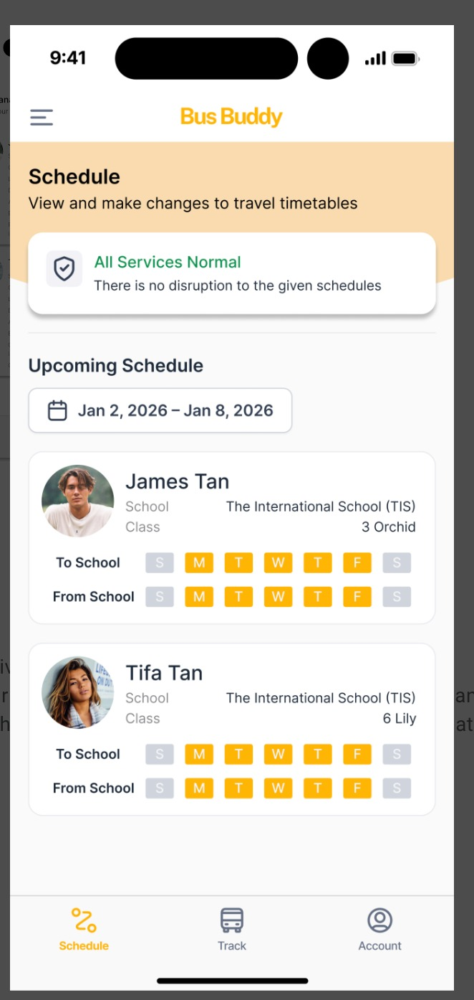 9:41
Bus Buddy
Schedule
View and make changes to travel timetables
All Services Normal
There is no disruption to the given schedules
Upcoming Schedule
Jan 2, 2026 – Jan 8, 2026
James Tan
School The International School (TIS)
Class 3 Orchid
To School S M T W T F S
From School S M T W T F S
Tifa Tan
School The International School (TIS)
Class 6 Lily
To School S M T W T F S
From School S M T W T F S
Schedule Track Account